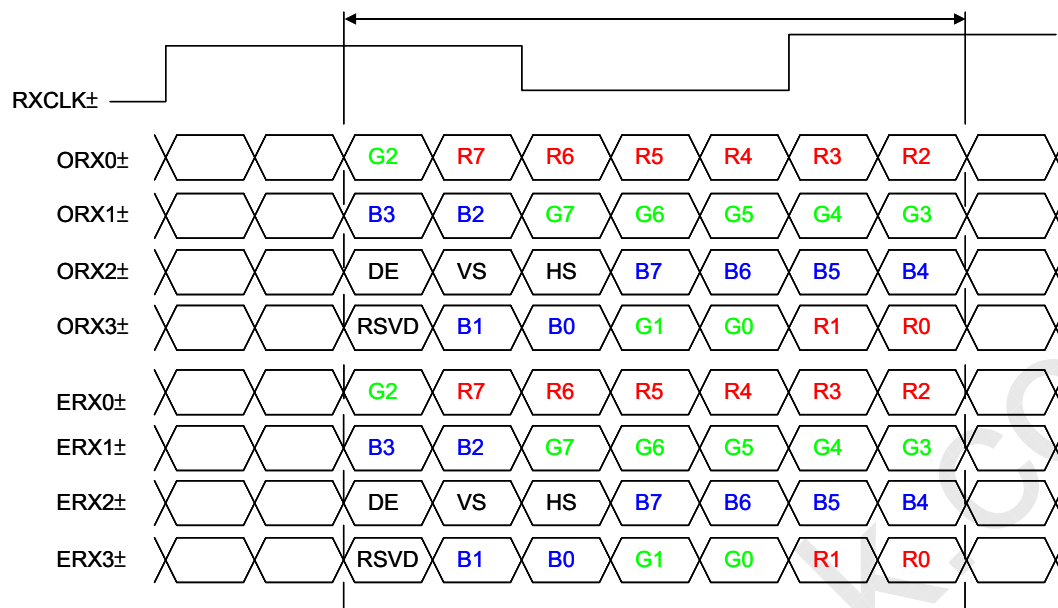 RXCLK±
ORX0± G2 R7 R6 R5 R4 R3 R2
ORX1± B3 B2 G7 G6 G5 G4 G3
ORX2± DE VS HS B7 B6 B5 B4
ORX3± RSVD B1 B0 G1 G0 R1 R0
ERX0± G2 R7 R6 R5 R4 R3 R2
ERX1± B3 B2 G7 G6 G5 G4 G3
ERX2± DE VS HS B7 B6 B5 B4
ERX3± RSVD B1 B0 G1 G0 R1 R0